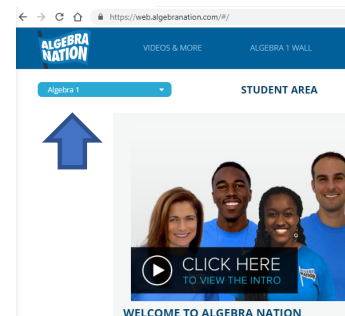 https://web.algebranation.com/#/
ALGEBRA
NATION
VIDEOS & MORE
ALGEBRA 1 WALL
Algebra 1
STUDENT AREA
CLICK HERE
TO VIEW THE INTRO
WELCOME TO ALGEBRA NATION